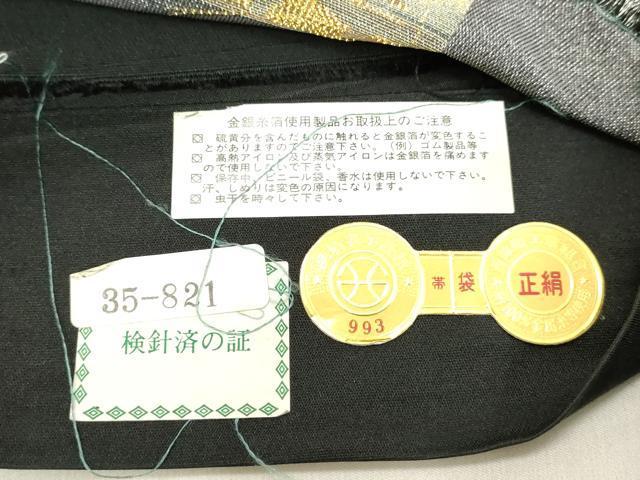 金銀糸箔使用製品お取扱上のご注意
硫黄分を含んだものに触れると金銀箔が変色するこ
とがありますのでご注意下さい。（例）ゴム製品等
高熱アイロン及び蒸気アイロンは金銀箔を痛めます
ので使用しないで下さい。
保存中、ビニール袋、香水は使用しないで下さい。
汗、しめりは変色の原因になります。
虫干を時々して下さい。
35-821
検針済の証
993
帯 袋
正絹